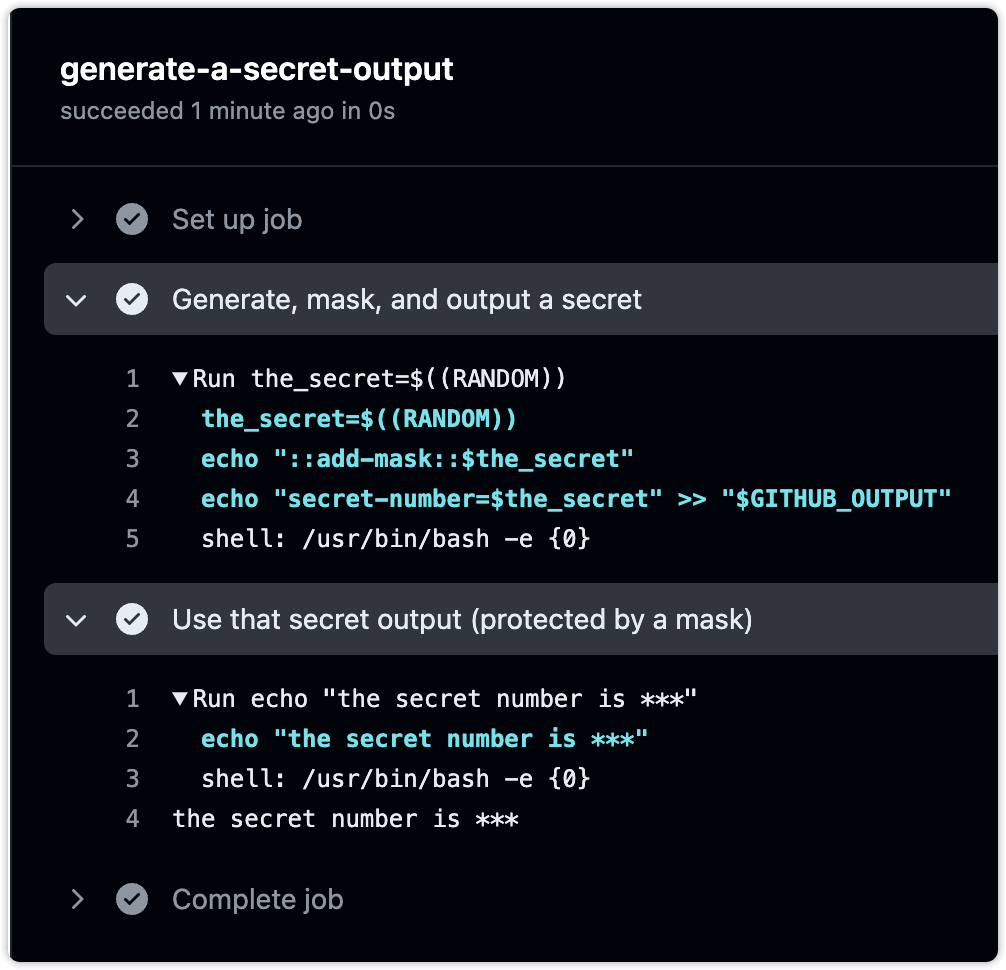 generate-a-secret-output
succeeded 1 minute ago in 0s
Set up job
Generate, mask, and output a secret
1 ▼Run the_secret=$((RANDOM))
2 the_secret=$((RANDOM))
3 echo "::add-mask::$the_secret"
4 echo "secret-number=$the_secret" >> "$GITHUB_OUTPUT"
5 shell: /usr/bin/bash -e {0}
Use that secret output (protected by a mask)
1 ▼Run echo "the secret number is ***"
2 echo "the secret number is ***"
3 shell: /usr/bin/bash -e {0}
4 the secret number is ***
Complete job